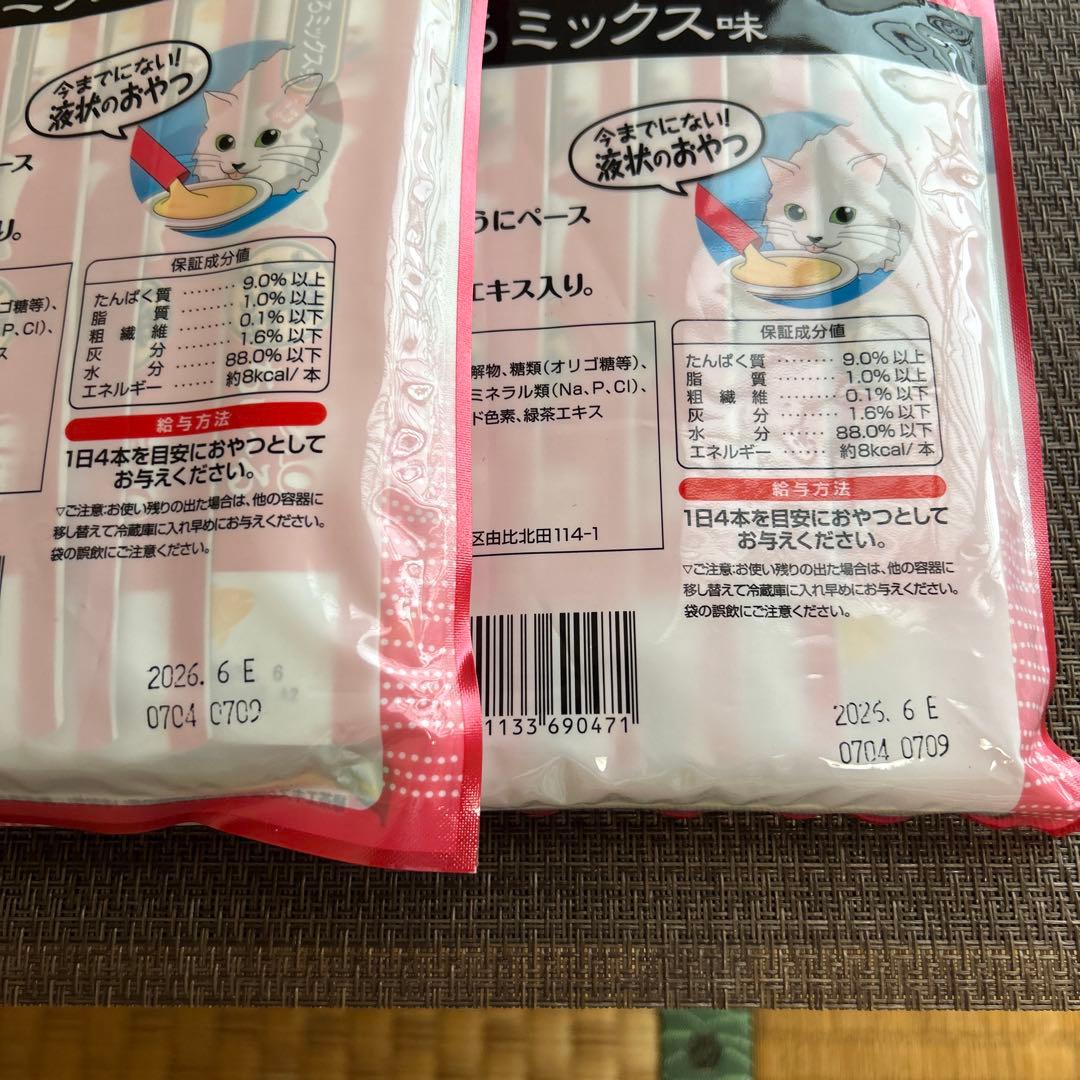 ミックス
今までにない!
液状のおやつ
ース
り。
保証成分値
たんぱく質 ……… 9.0% 以上
脂質 ……… 1.0% 以上
粗繊維 ……… 0.1% 以下
灰分 ……… 1.6% 以下
水分 ……… 88.0% 以下
エネルギー …… 約8kcal/本
ゴ糖等)、
P、Cl)、
ス
給与方法
1日4本を目安におやつとして
お与えください。
▽ご注意:お使い残りの出た場合は、他の容器に
移し替えて冷蔵庫に入れ早めにお与えください。
袋の誤飲にご注意ください。
2026. 6 E
0704 0709
るミックス味
今までにない!
液状のおやつ
うにペース
エキス入り。
解物、糖類(オリゴ糖等)、
ミネラル類(Na、P、Cl)、
ド色素、緑茶エキス
区由比北田114-1
保証成分値
たんぱく質 ……… 9.0% 以上
脂質 ……… 1.0% 以上
粗繊維 ……… 0.1% 以下
灰分 ……… 1.6% 以下
水分 ……… 88.0% 以下
エネルギー …… 約8kcal/本
給与方法
1日4本を目安におやつとして
お与えください。
▽ご注意:お使い残りの出た場合は、他の容器に
移し替えて冷蔵庫に入れ早めにお与えください。
袋の誤飲にご注意ください。
1133 690471
2026. 6 E
0704 0709